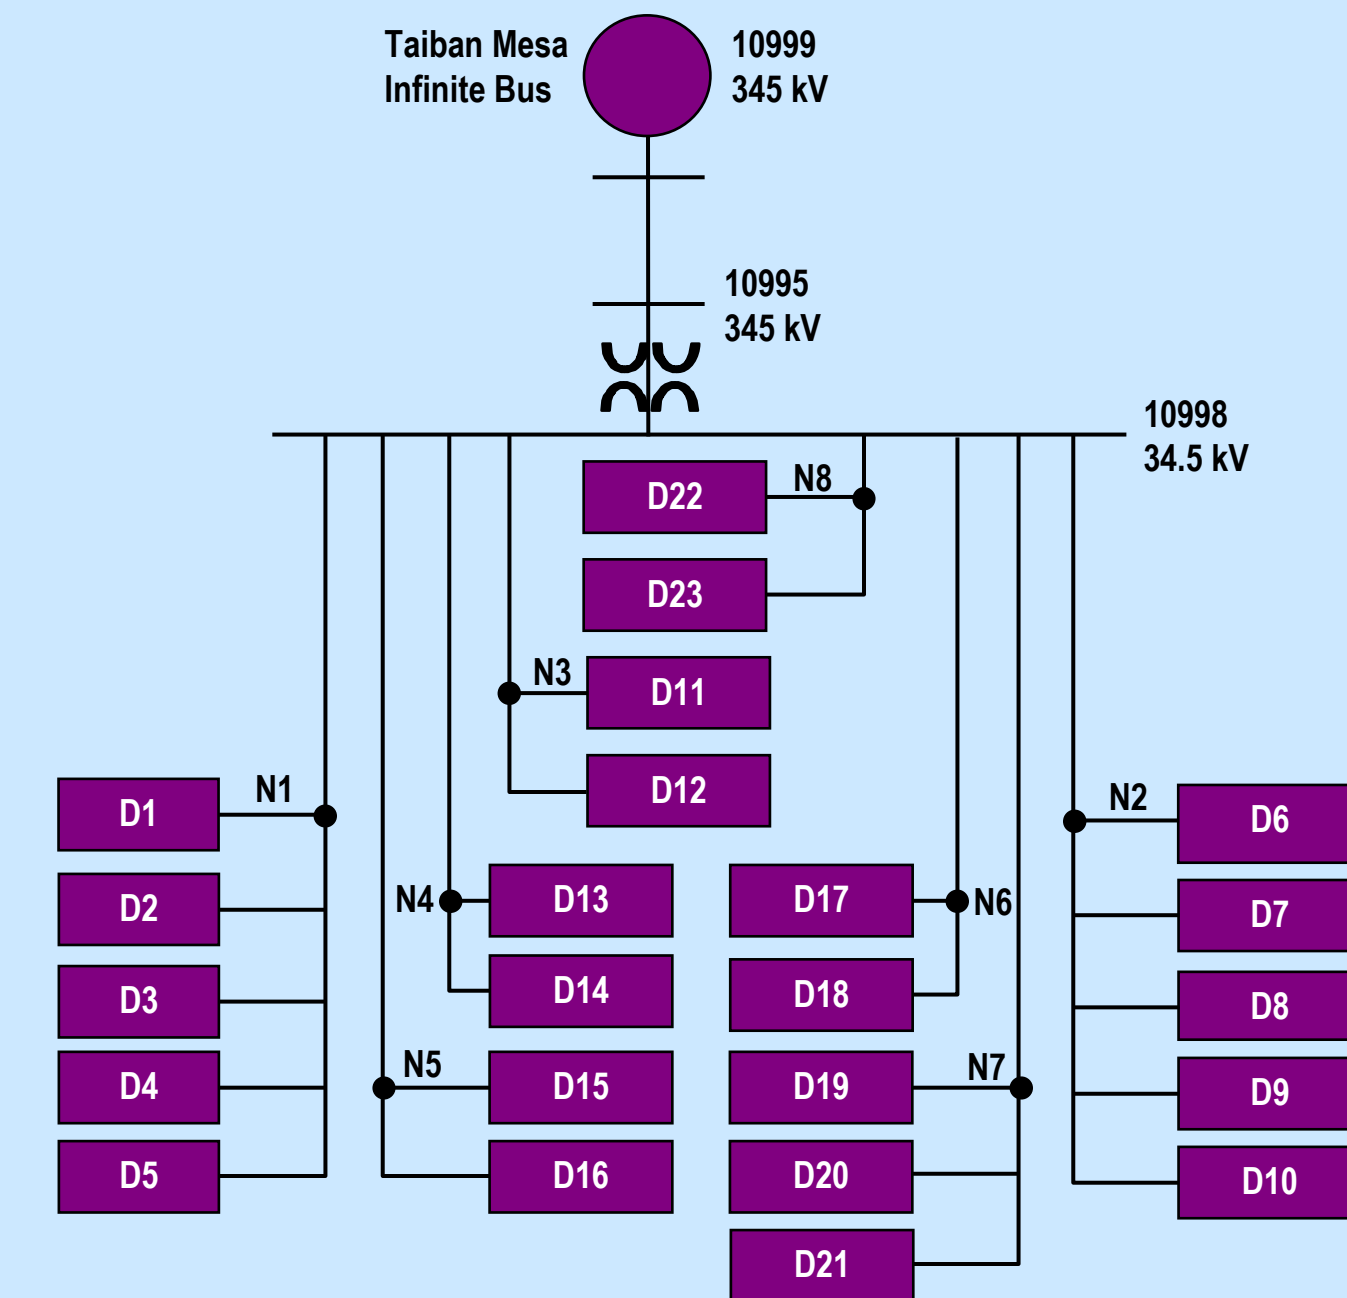 Taiban Mesa
Infinite Bus
10999
345 kV
10995
345 kV
10998
34.5 kV
D22
N8
D23
N3
D11
D12
N1
D1
D2
D3
D4
D5
N4
D13
D14
N5
D15
D16
D17
N6
D18
D19
N7
D20
D21
N2
D6
D7
D8
D9
D10